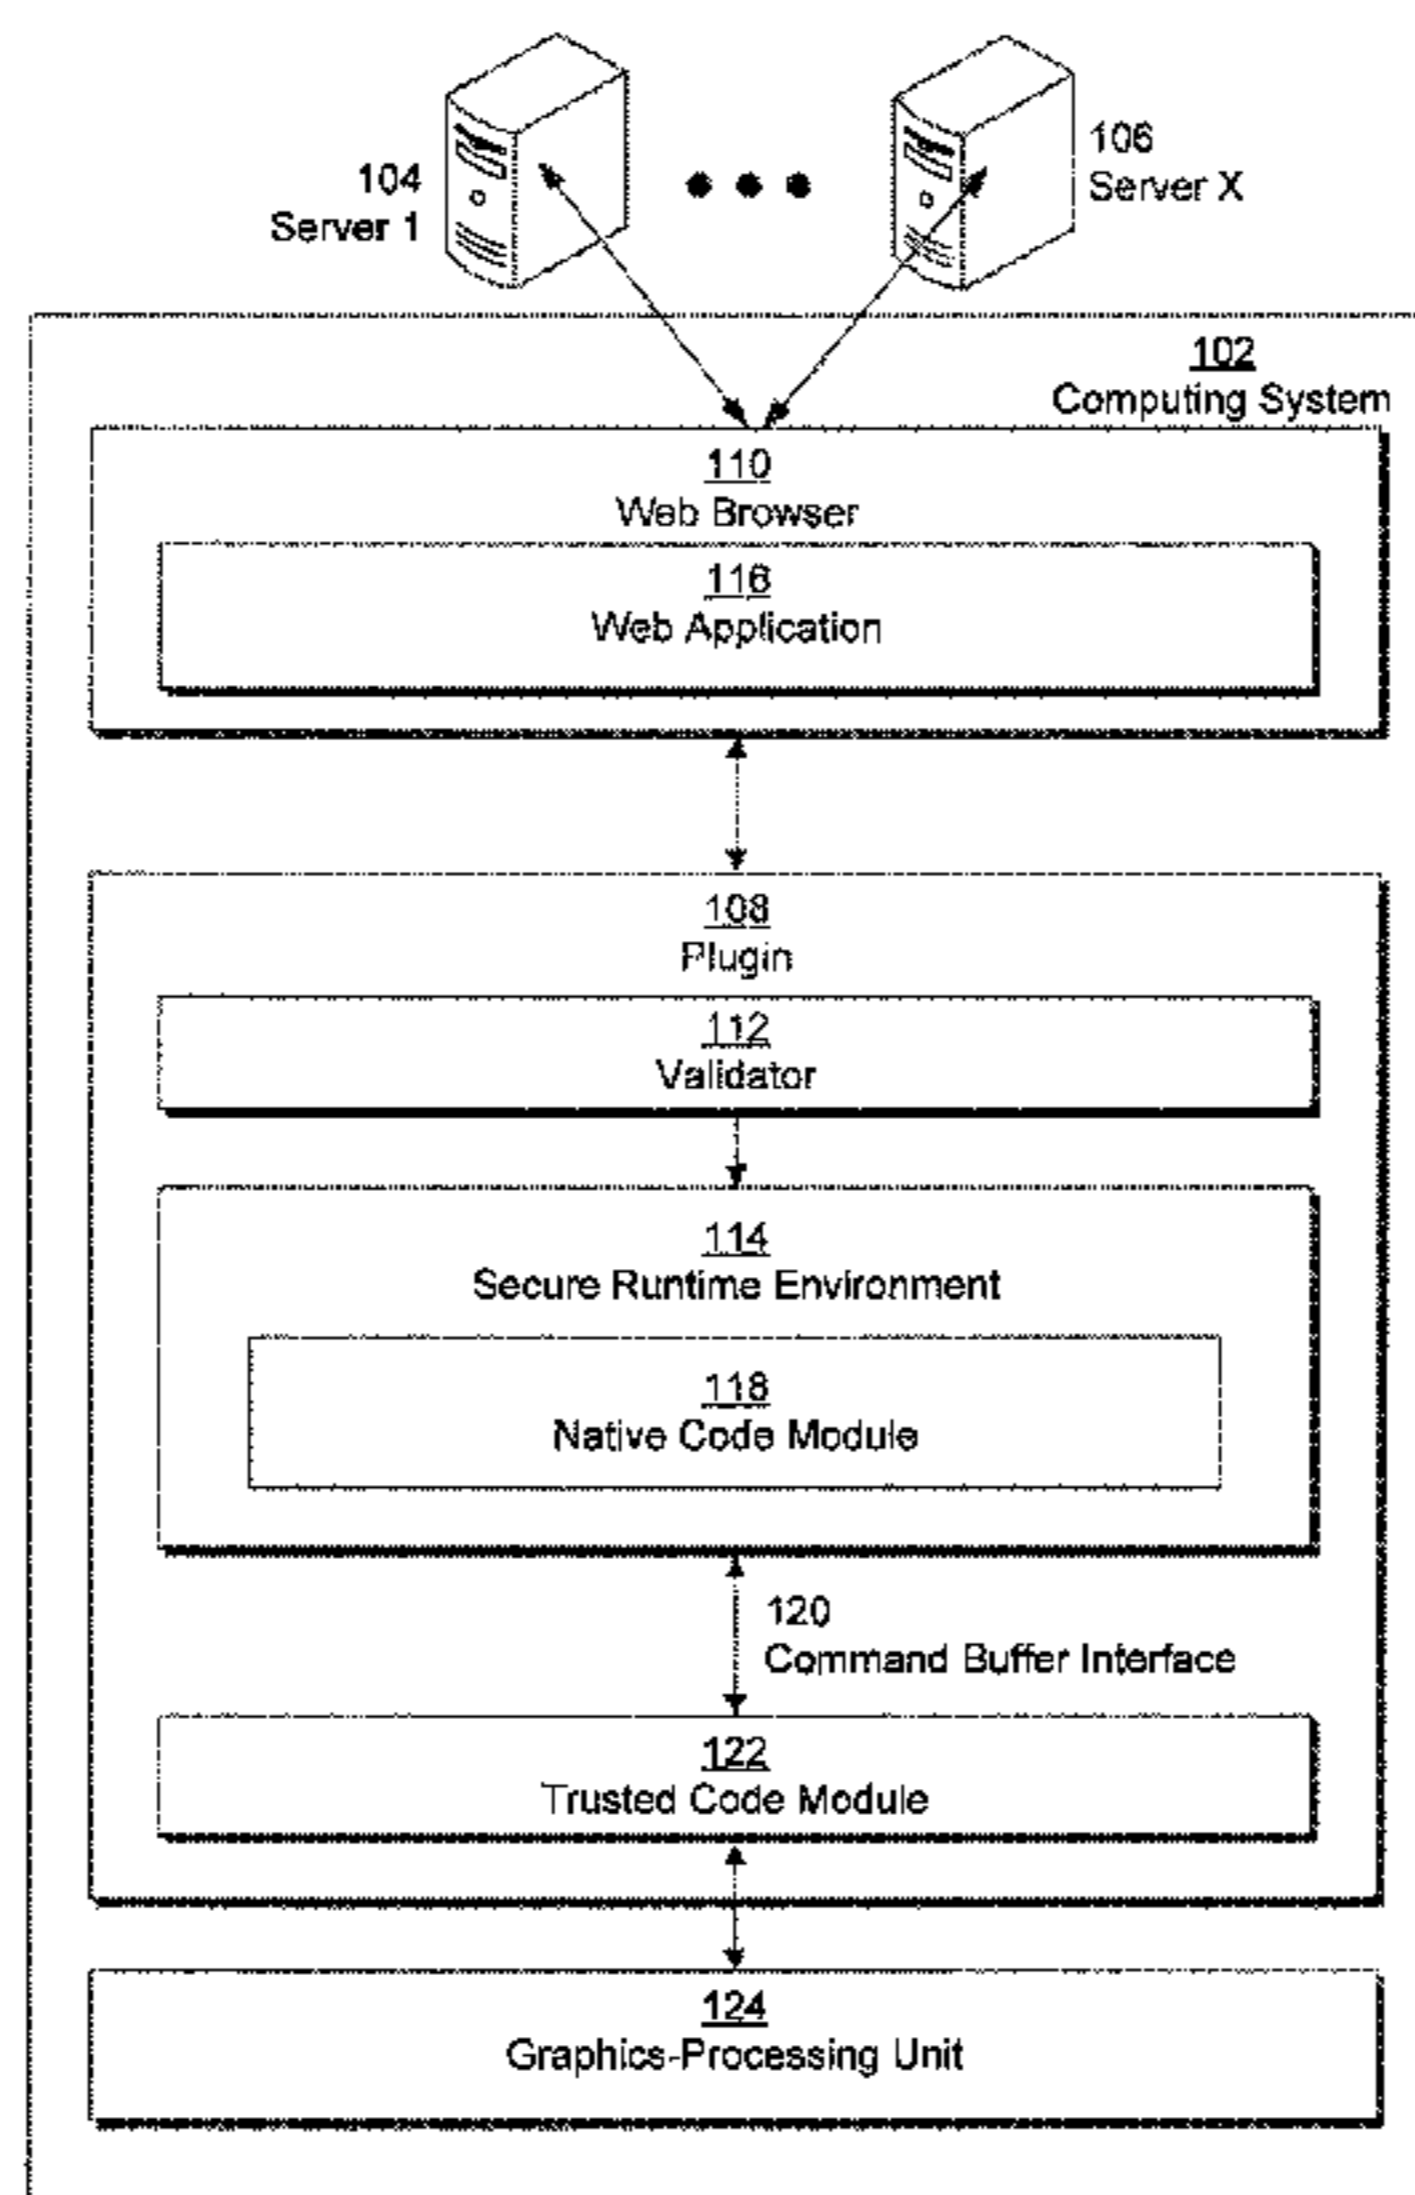 104
Server 1
106
Server X
102
Computing System
110
Web Browser
116
Web Application
108
Plugin
112
Validator
114
Secure Runtime Environment
118
Native Code Module
120
Command Buffer Interface
122
Trusted Code Module
124
Graphics-Processing Unit